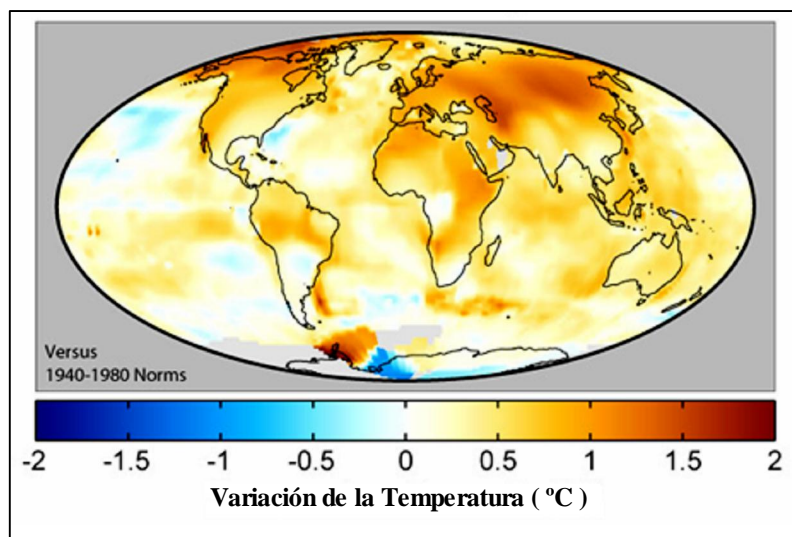 Versus
1940-1980 Norms
-2 -1.5 -1 -0.5 0 0.5 1 1.5 2
Variación de la Temperatura ( ºC )